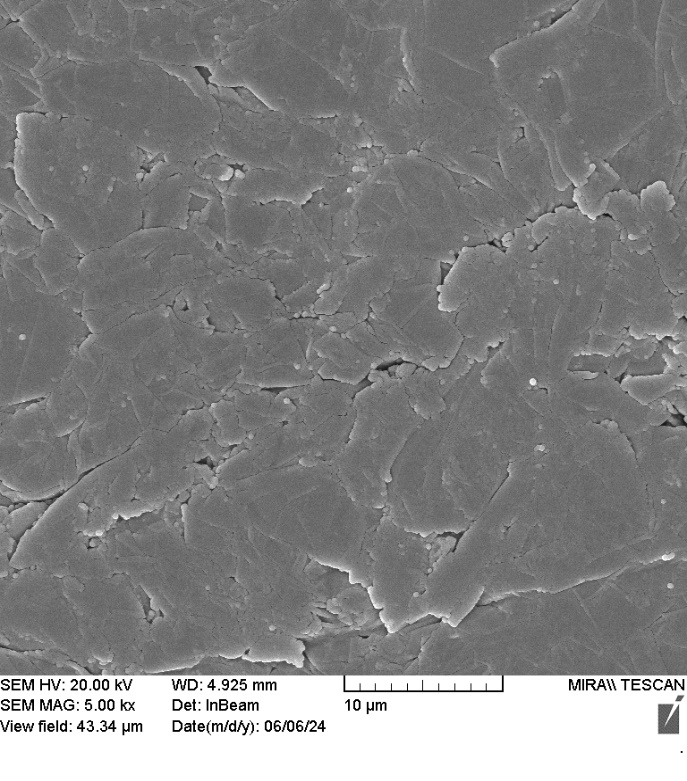 SEM HV: 20.00 kV WD: 4.925 mm MIRA\\ TESCAN
SEM MAG: 5.00 kx Det: InBeam 10 µm
View field: 43.34 µm Date(m/d/y): 06/06/24